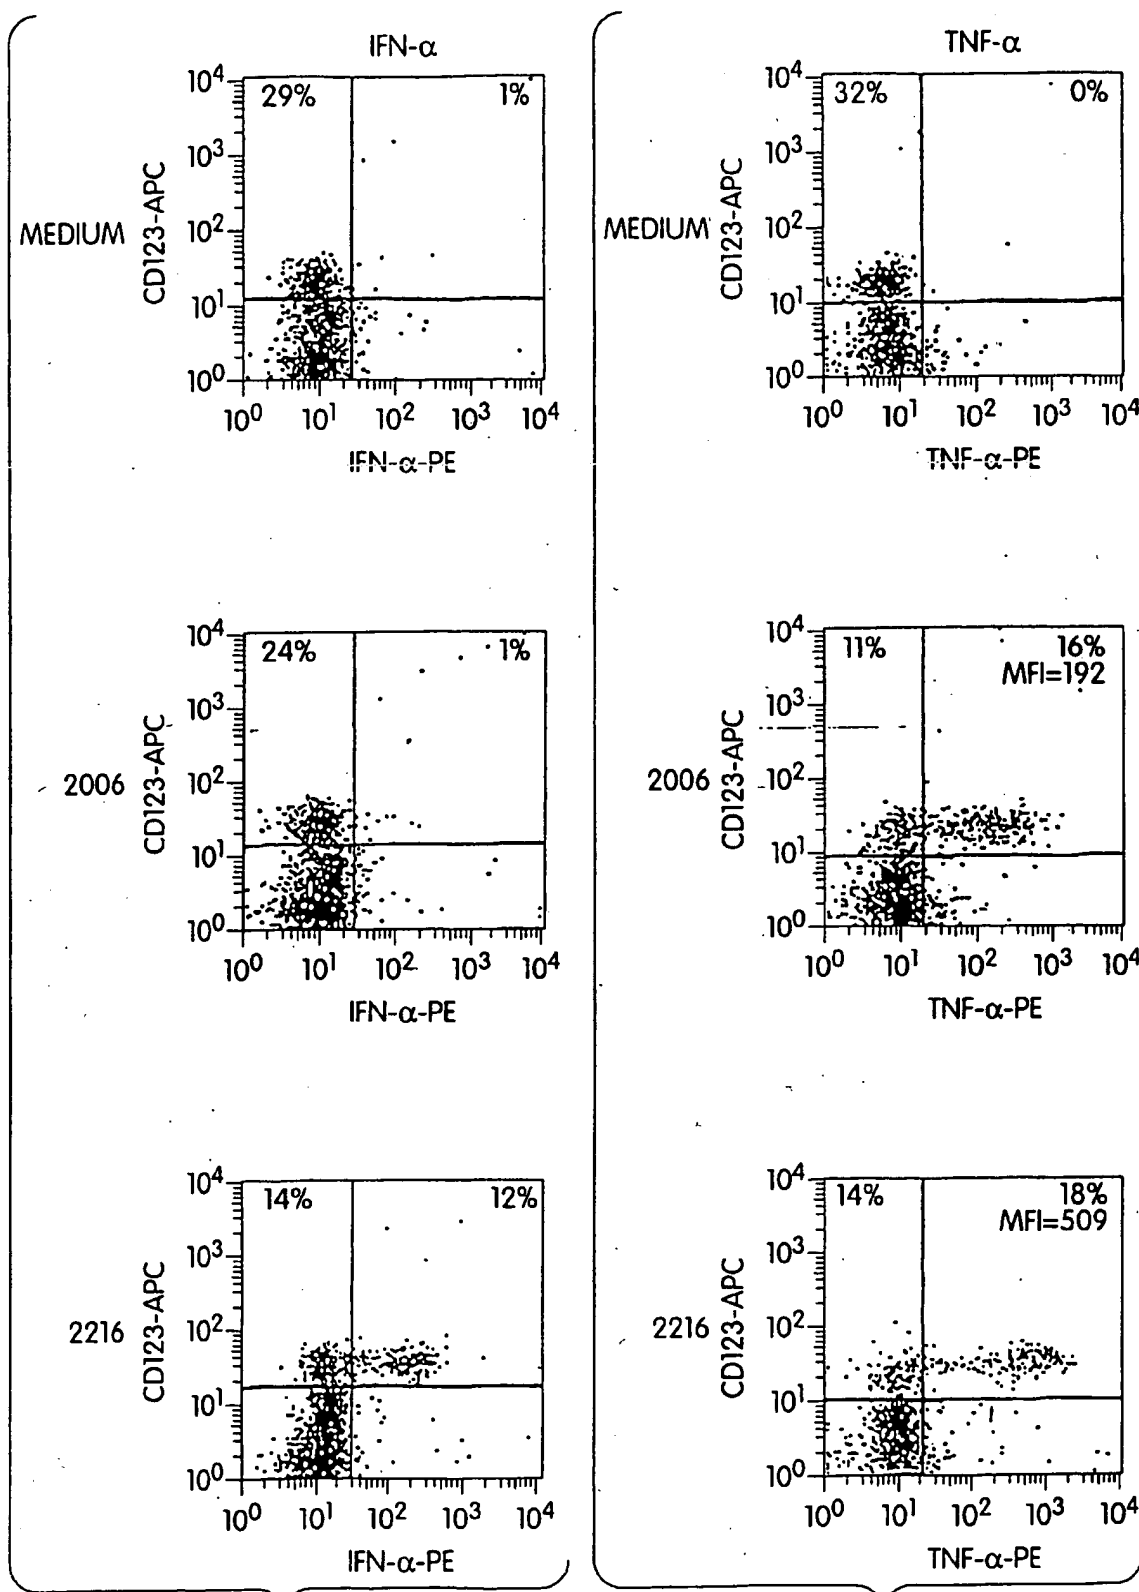 IFN-α
10⁴
29%
1%
10³
CD123-APC
MEDIUM
10²
10¹
10⁰
10⁰ 10¹ 10² 10³ 10⁴
IFN-α-PE
TNF-α
10⁴
32%
0%
10³
CD123-APC
MEDIUM
10²
10¹
10⁰
10⁰ 10¹ 10² 10³ 10⁴
TNF-α-PE
10⁴
24%
1%
10³
CD123-APC
2006
10²
10¹
10⁰
10⁰ 10¹ 10² 10³ 10⁴
IFN-α-PE
10⁴
11%
16%
MFI=192
10³
CD123-APC
2006
10²
10¹
10⁰
10⁰ 10¹ 10² 10³ 10⁴
TNF-α-PE
10⁴
14%
12%
10³
CD123-APC
2216
10²
10¹
10⁰
10⁰ 10¹ 10² 10³ 10⁴
IFN-α-PE
10⁴
14%
18%
MFI=509
10³
CD123-APC
2216
10²
10¹
10⁰
10⁰ 10¹ 10² 10³ 10⁴
TNF-α-PE